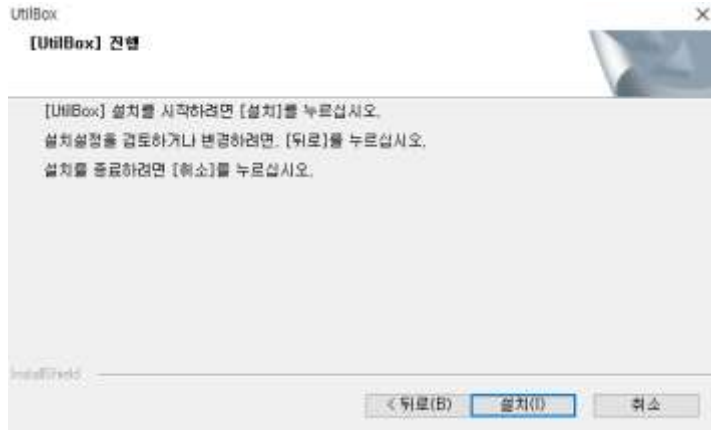 UtilBox
[UtilBox] 진행
[UtilBox] 설치를 시작하려면 [설치]를 누르십시오.
설치설정을 검토하거나 변경하려면, [뒤로]를 누르십시오.
설치를 종료하려면 [취소]를 누르십시오.
InstallShield
< 뒤로(B)
설치(I)
취소